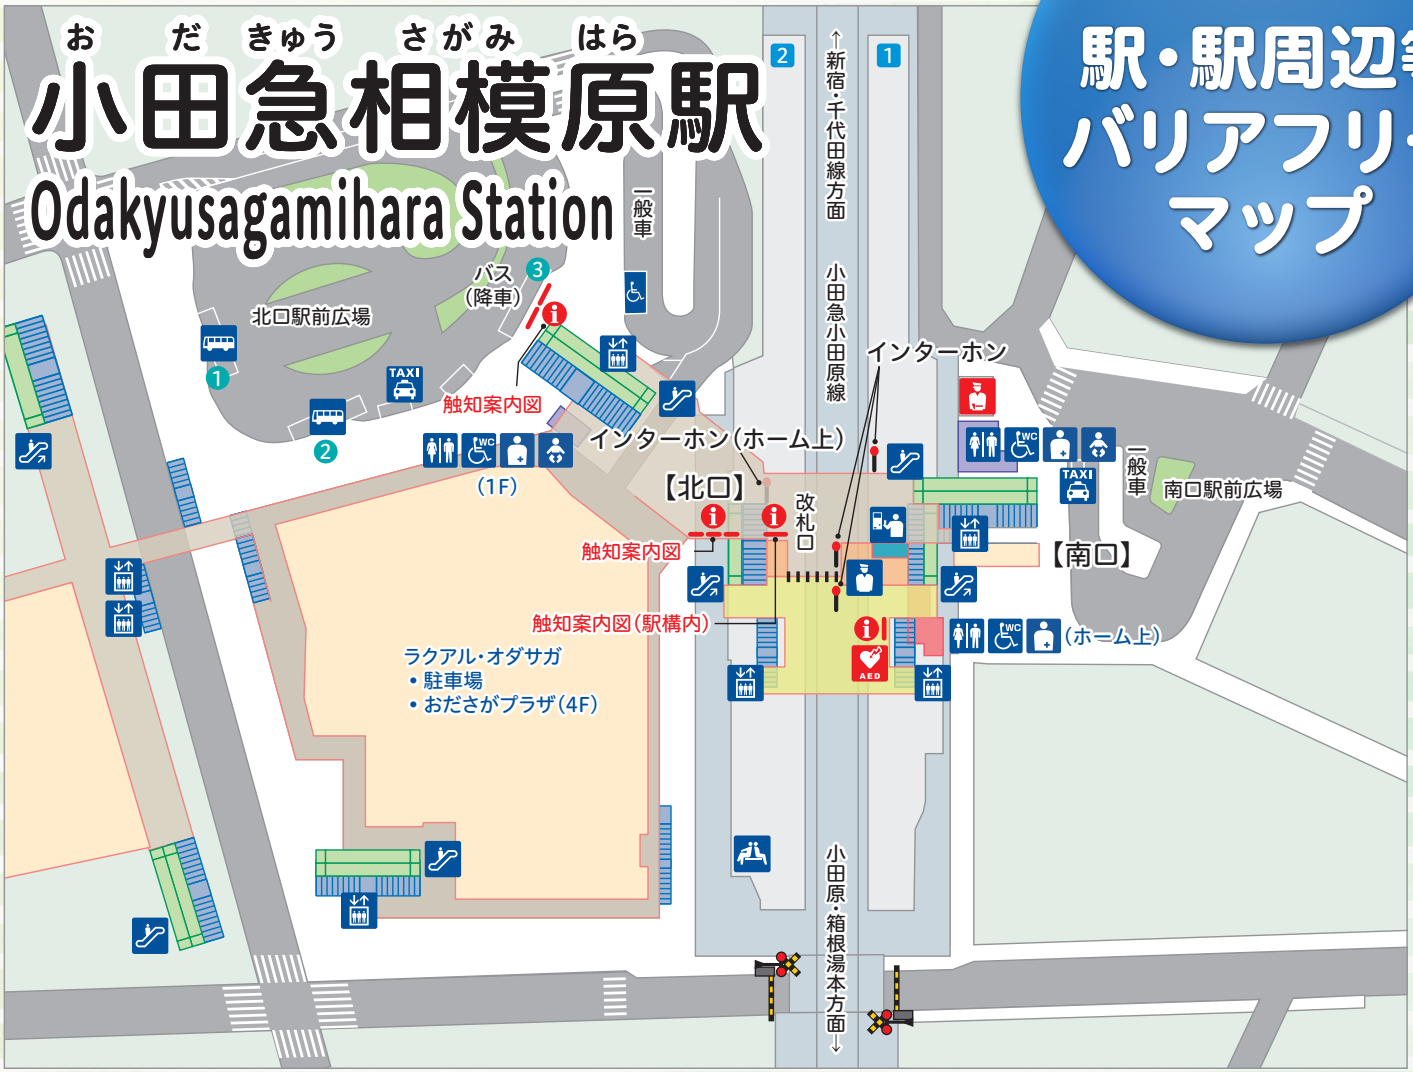 お だ きゅう さ が み はら
小田急相模原駅
Odakyusagamihara Station
駅・駅周辺等
バリアフリー
マップ
2
1
←新宿・千代田線方面
小田急小田原線
小田原・箱根湯本方面→
一般車
バス
(降車)
3
北口駅前広場
1
2
TAXI
触知案内図
WC
(1F)
インターホン
インターホン(ホーム上)
【北口】
改札口
触知案内図
触知案内図(駅構内)
WC
TAXI
一般車
南口駅前広場
【南口】
WC
(ホーム上)
AED
ラクアル・オダサガ
・駐車場
・おださがプラザ(4F)